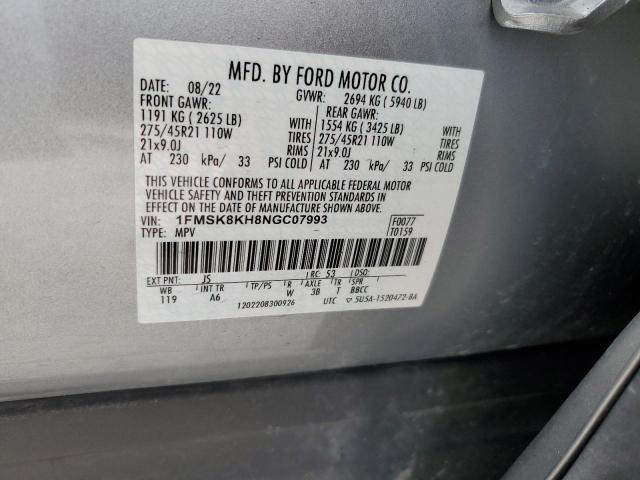 MFD. BY FORD MOTOR CO.
DATE: 08/22 GVWR: 2694 KG ( 5940 LB)
FRONT GAWR: REAR GAWR:
1191 KG ( 2625 LB) WITH 1554 KG ( 3425 LB) WITH
275/45R21 110W TIRES 275/45R21 110W TIRES
21x9.0J RIMS 21x9.0J RIMS
AT 230 kPa/ 33 PSI COLD AT 230 kPa/ 33 PSI COLD
THIS VEHICLE CONFORMS TO ALL APPLICABLE FEDERAL MOTOR
VEHICLE SAFETY AND THEFT PREVENTION STANDARDS IN
EFFECT ON THE DATE OF MANUFACTURE SHOWN ABOVE.
VIN: 1FMSK8KH8NGC07993 F0077
TYPE: MPV T0159
EXT PNT: JS RC: 53 DSO:
WB INT TR TP/PS R AXLE TR SPR
119 A6 W 3B T BBCC
1202208300926 UTC 5U5A-1520472-BA